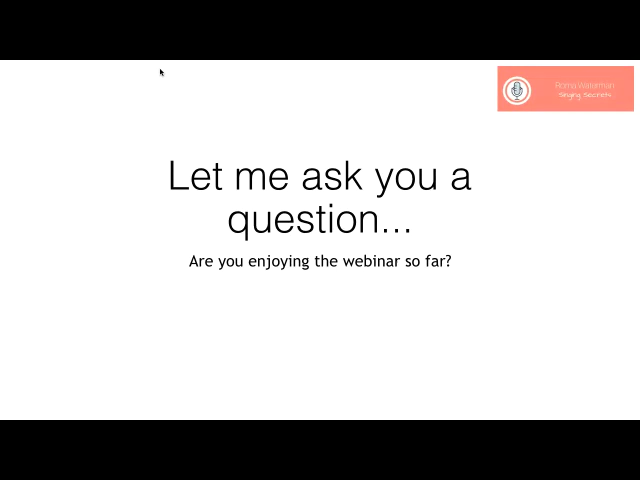 Roma Waterman
Singing Secrets
Let me ask you a
question...
Are you enjoying the webinar so far?